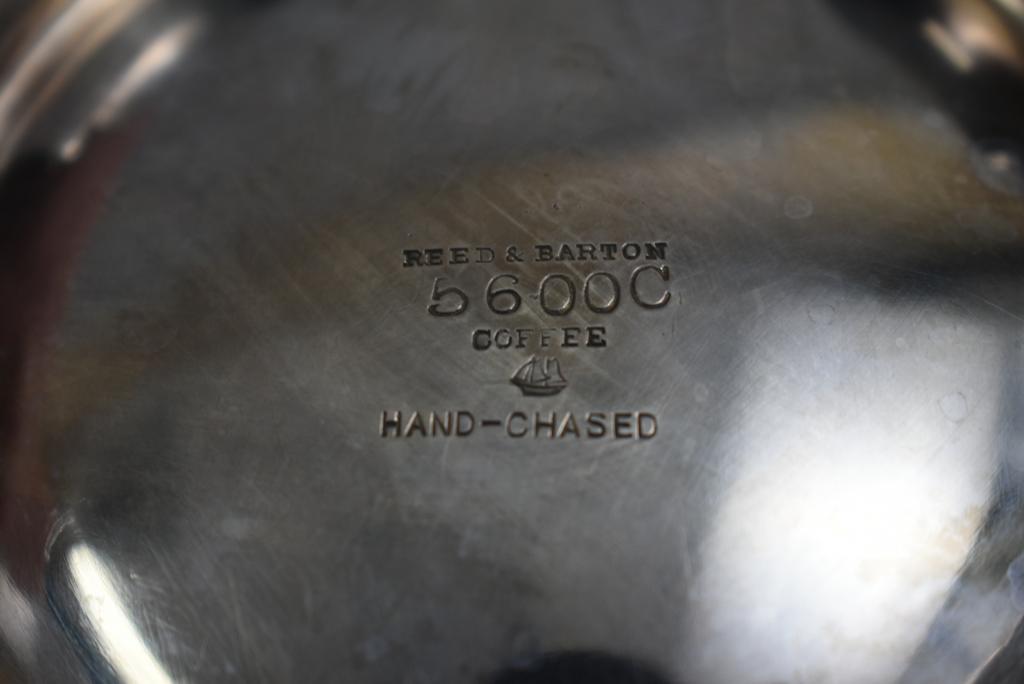 REED & BARTON
5600C
COFFEE
HAND-CHASED